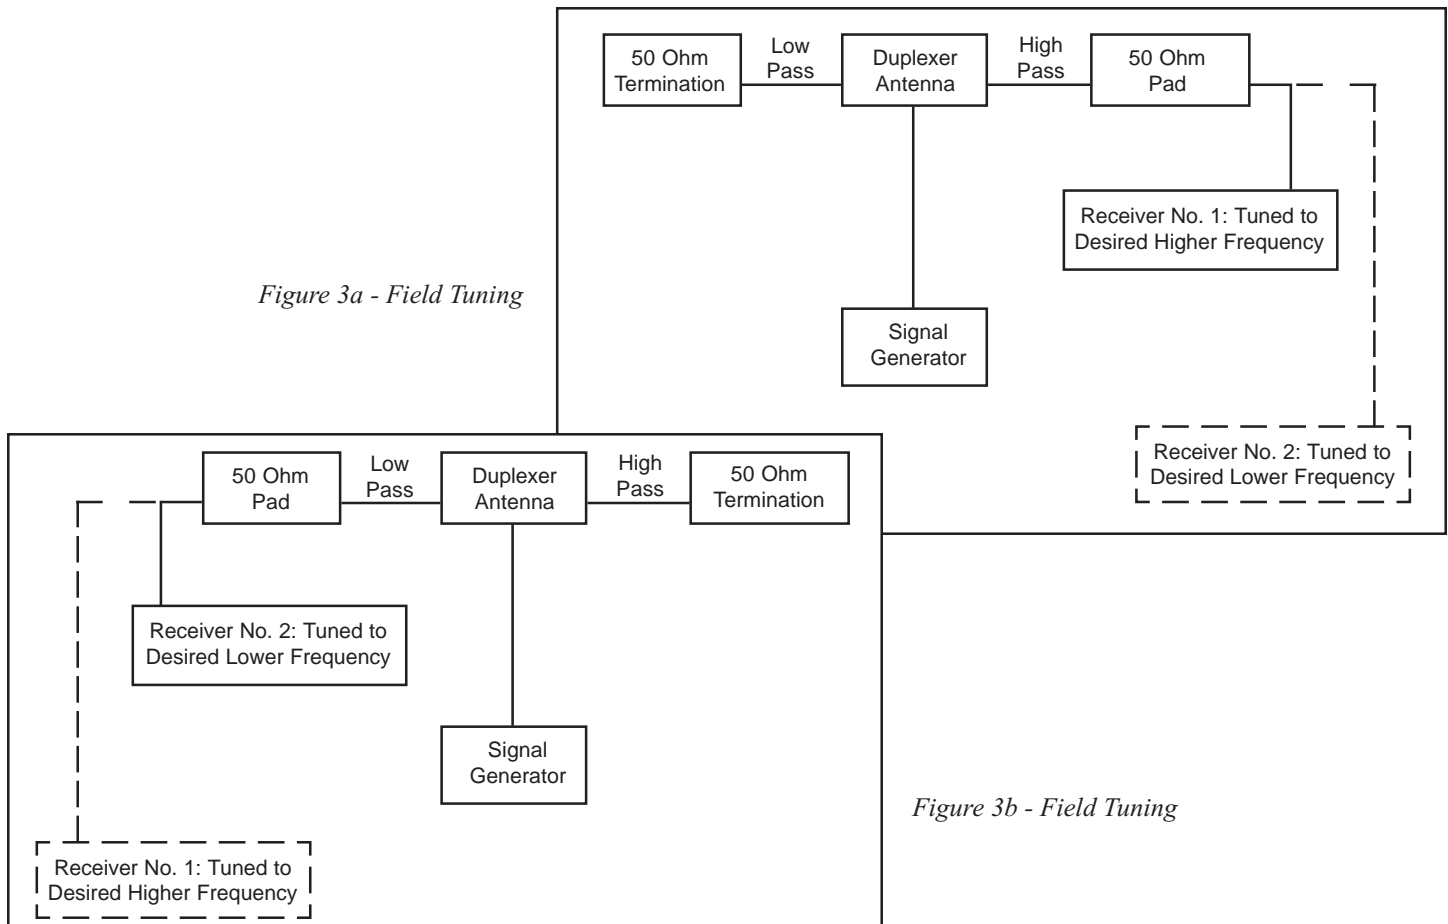 50 Ohm
Termination
Low
Pass
Duplexer
Antenna
High
Pass
50 Ohm
Pad
Receiver No. 1: Tuned to
Desired Higher Frequency
Signal
Generator
Receiver No. 2: Tuned to
Desired Lower Frequency
Figure 3a - Field Tuning
50 Ohm
Pad
Low
Pass
Duplexer
Antenna
High
Pass
50 Ohm
Termination
Receiver No. 2: Tuned to
Desired Lower Frequency
Signal
Generator
Receiver No. 1: Tuned to
Desired Higher Frequency
Figure 3b - Field Tuning